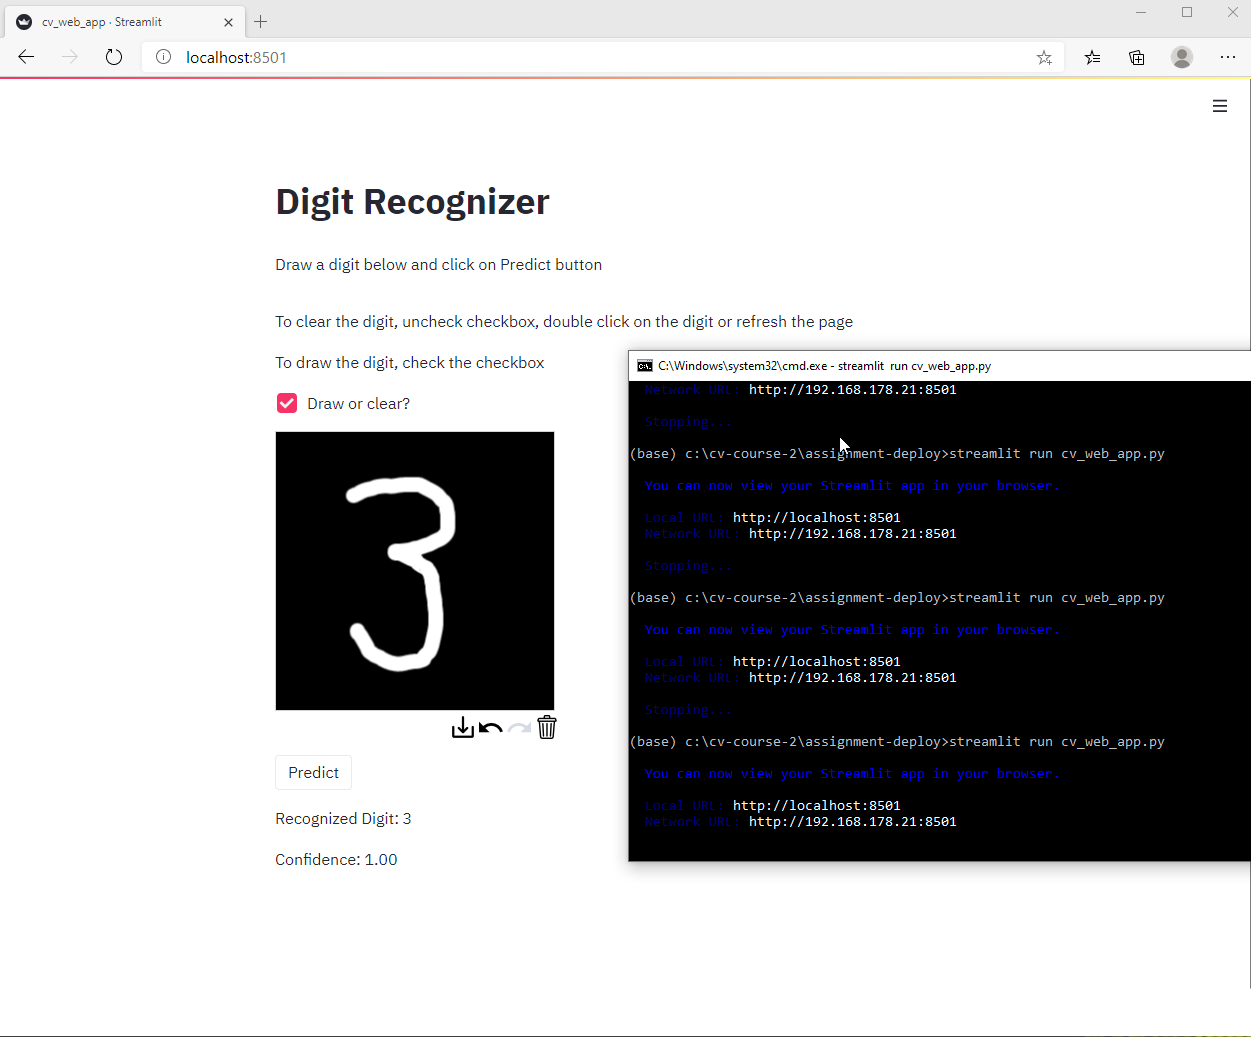 cv_web_app · Streamlit
localhost:8501
Digit Recognizer
Draw a digit below and click on Predict button
To clear the digit, uncheck checkbox, double click on the digit or refresh the page
To draw the digit, check the checkbox
Draw or clear?
3
Predict
Recognized Digit: 3
Confidence: 1.00
C:\Windows\system32\cmd.exe - streamlit run cv_web_app.py
Network URL: http://192.168.178.21:8501
Stopping...
(base) c:\cv-course-2\assignment-deploy>streamlit run cv_web_app.py
You can now view your Streamlit app in your browser.
Local URL: http://localhost:8501
Network URL: http://192.168.178.21:8501
Stopping...
(base) c:\cv-course-2\assignment-deploy>streamlit run cv_web_app.py
You can now view your Streamlit app in your browser.
Local URL: http://localhost:8501
Network URL: http://192.168.178.21:8501
Stopping...
(base) c:\cv-course-2\assignment-deploy>streamlit run cv_web_app.py
You can now view your Streamlit app in your browser.
Local URL: http://localhost:8501
Network URL: http://192.168.178.21:8501